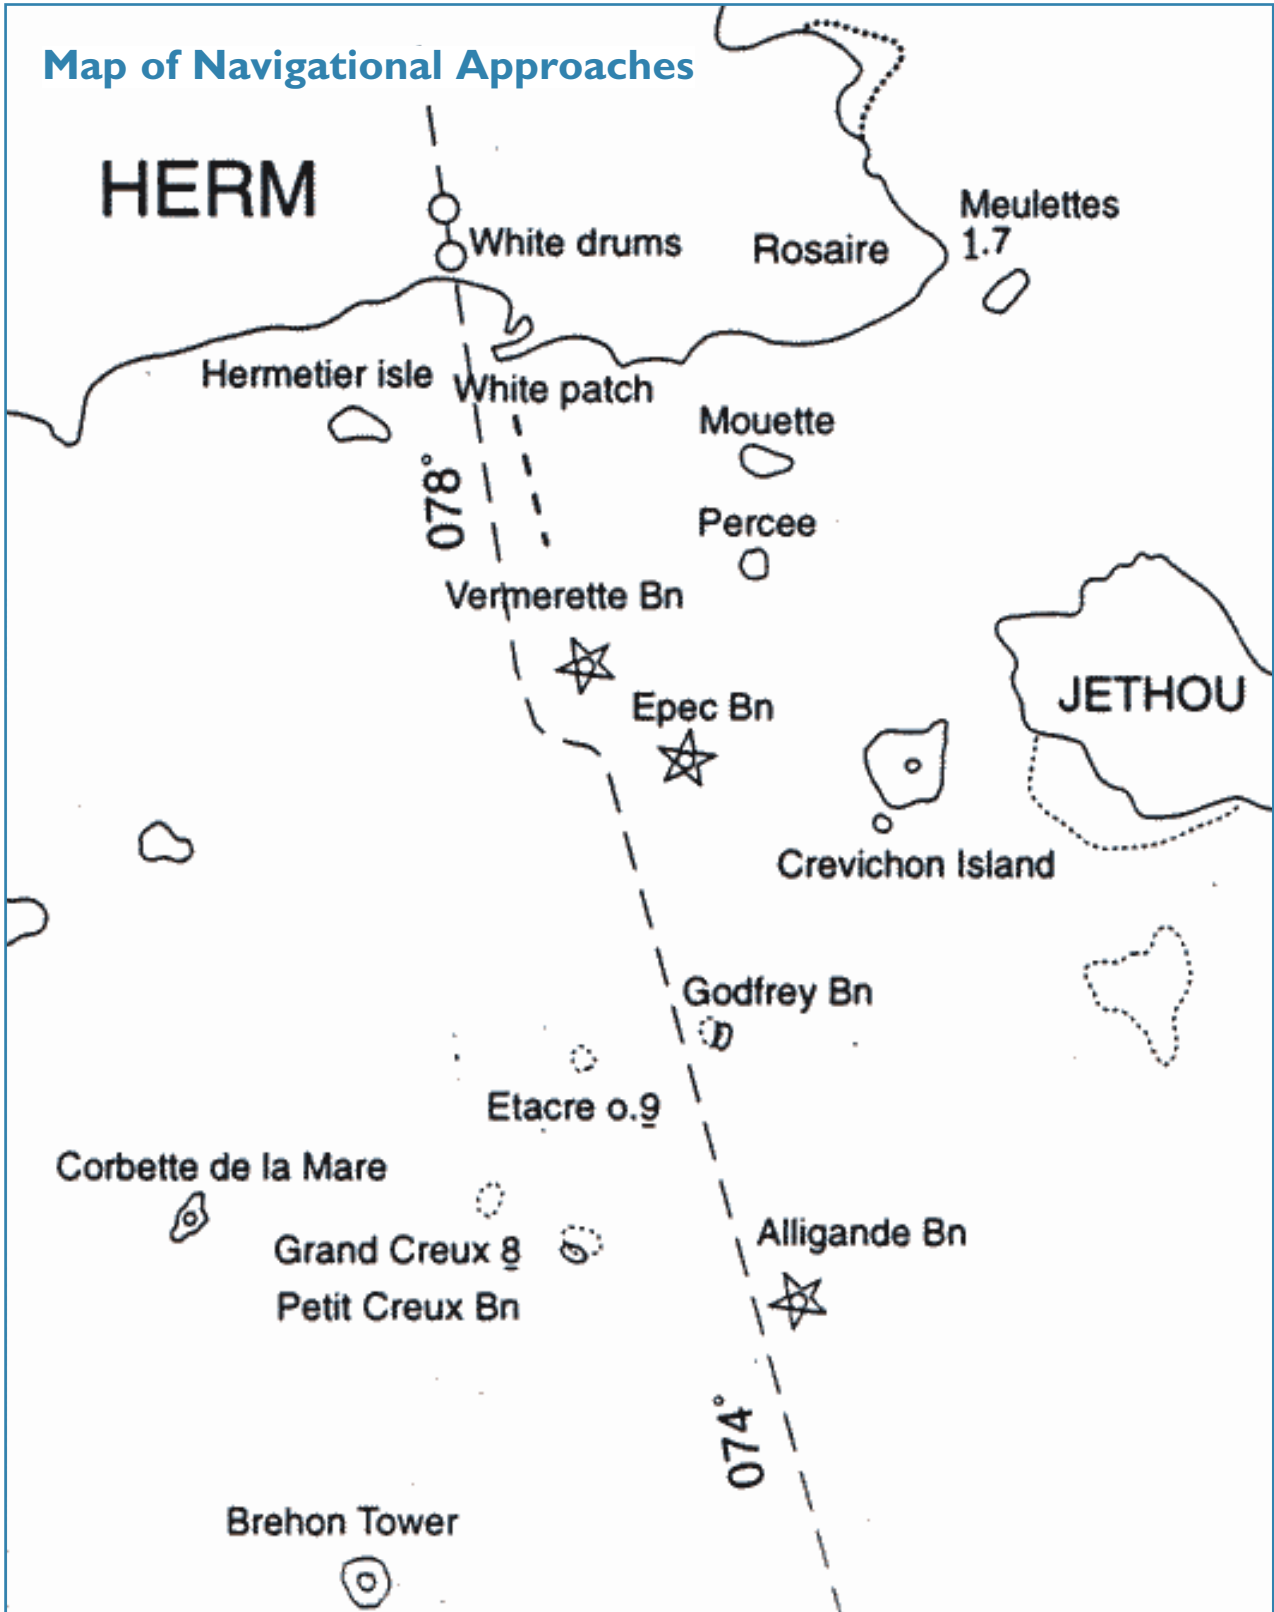 Map of Navigational Approaches
HERM
Meulettes
1.7
White drums
Rosaire
Hermetier isle
White patch
Mouette
078°
Percee
Vermerette Bn
JETHOU
Epec Bn
Crevichon Island
Godfrey Bn
Etacre o.9
Corbette de la Mare
Alligande Bn
Grand Creux 8
Petit Creux Bn
074°
Brehon Tower